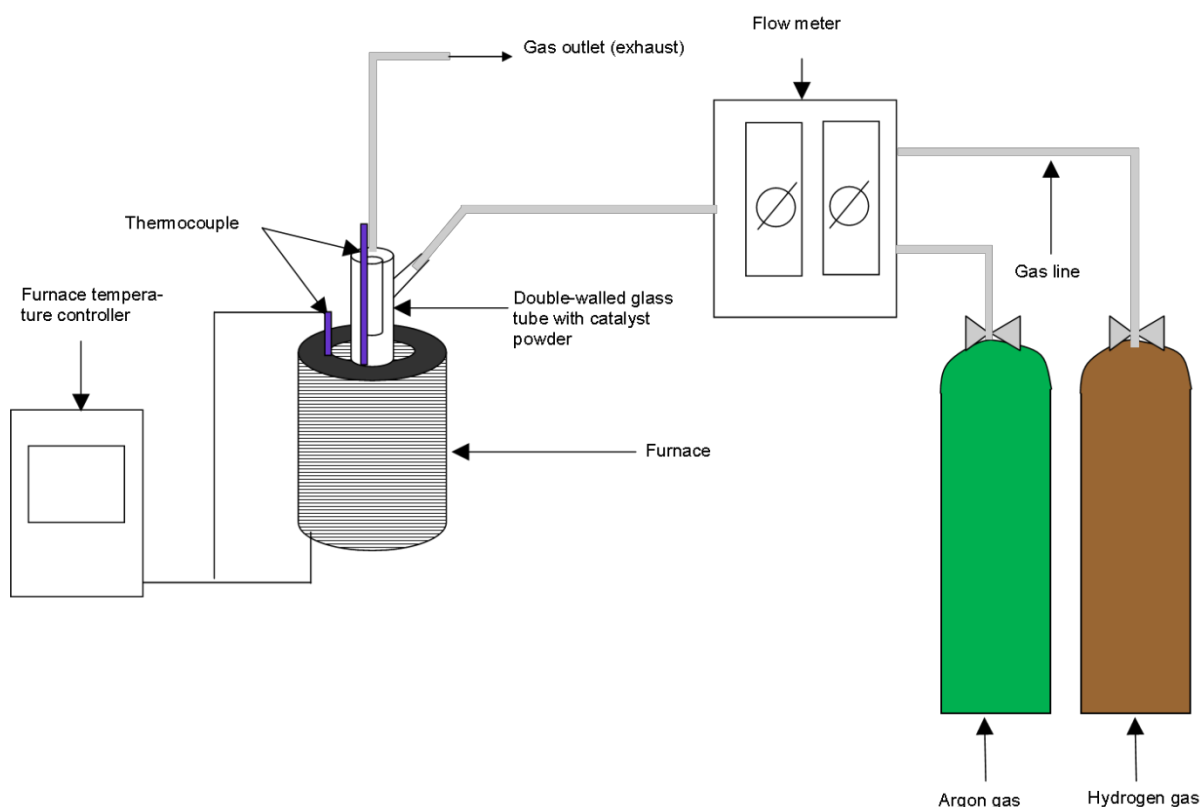 Flow meter
Gas outlet (exhaust)
Thermocouple
Gas line
Furnace tempera-
ture controller
Double-walled glass
tube with catalyst
powder
Furnace
Argon gas
Hydrogen gas